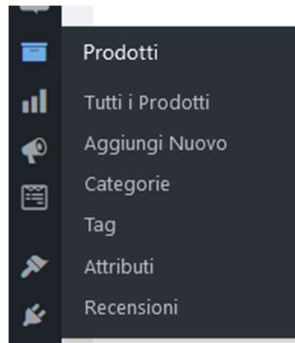 Prodotti
Tutti i Prodotti
Aggiungi Nuovo
Categorie
Tag
Attributi
Recensioni